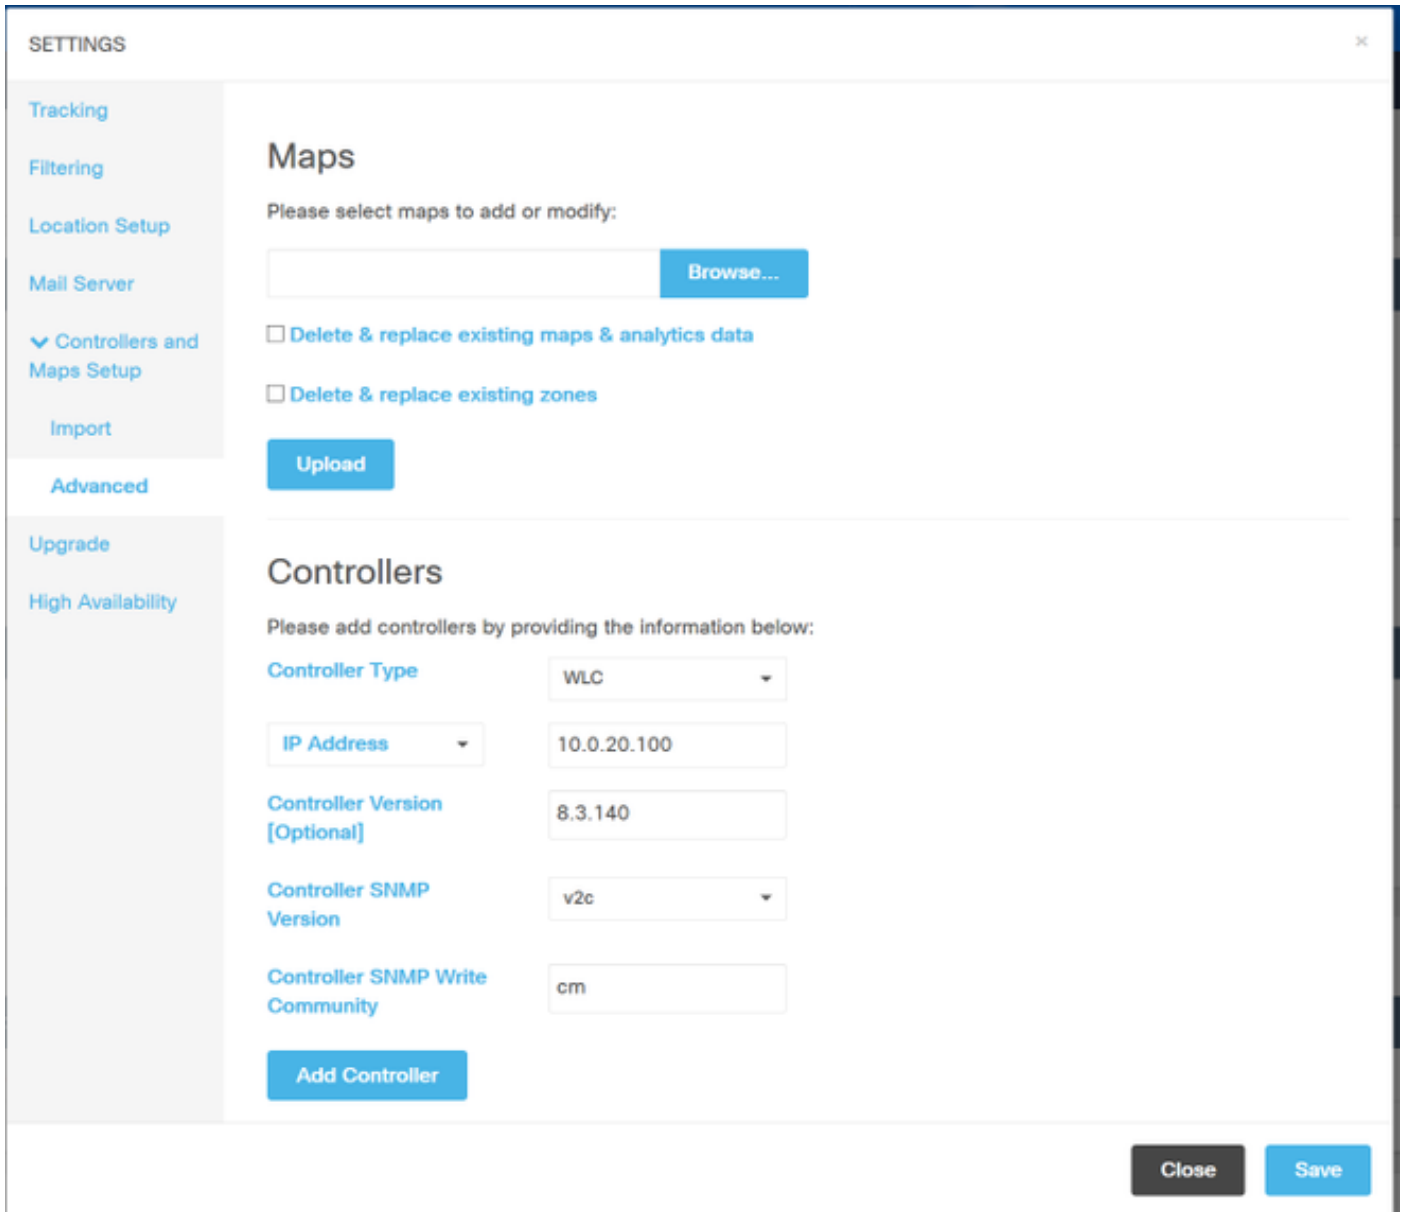 SETTINGS
×
Tracking
Filtering
Location Setup
Mail Server
Controllers and
Maps Setup
Import
Advanced
Upgrade
High Availability
Maps
Please select maps to add or modify:
Browse...
Delete & replace existing maps & analytics data
Delete & replace existing zones
Upload
Controllers
Please add controllers by providing the information below:
Controller Type
WLC
IP Address
10.0.20.100
Controller Version
[Optional]
8.3.140
Controller SNMP
Version
v2c
Controller SNMP Write
Community
cm
Add Controller
Close
Save